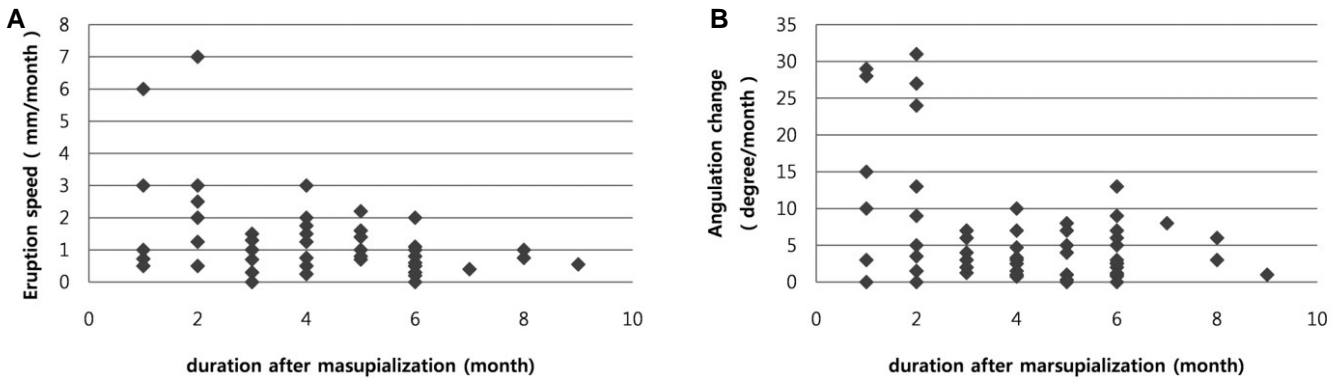 A
Eruption speed ( mm/month )
8
7
6
5
4
3
2
1
0
0 2 4 6 8 10
duration after masupialization (month)
B
Angulation change
( degree/month )
35
30
25
20
15
10
5
0
0 2 4 6 8 10
duration after marsupialization (month)